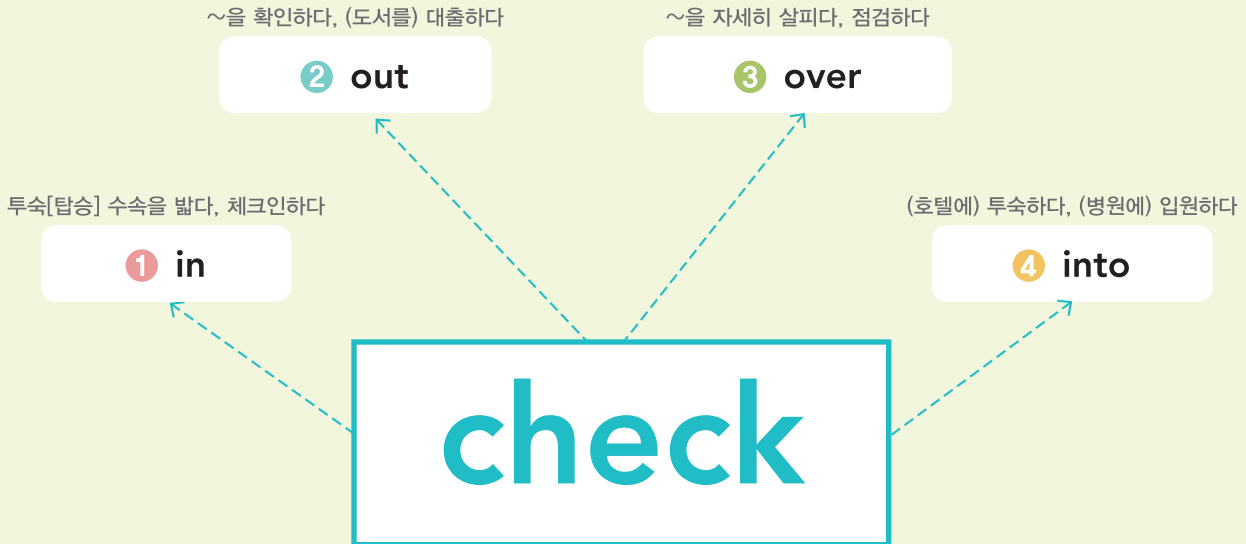 ~을 확인하다, (도서를) 대출하다
② out
~을 자세히 살피다, 점검하다
③ over
투숙[탑승] 수속을 밟다, 체크인하다
① in
(호텔에) 투숙하다, (병원에) 입원하다
④ into
check